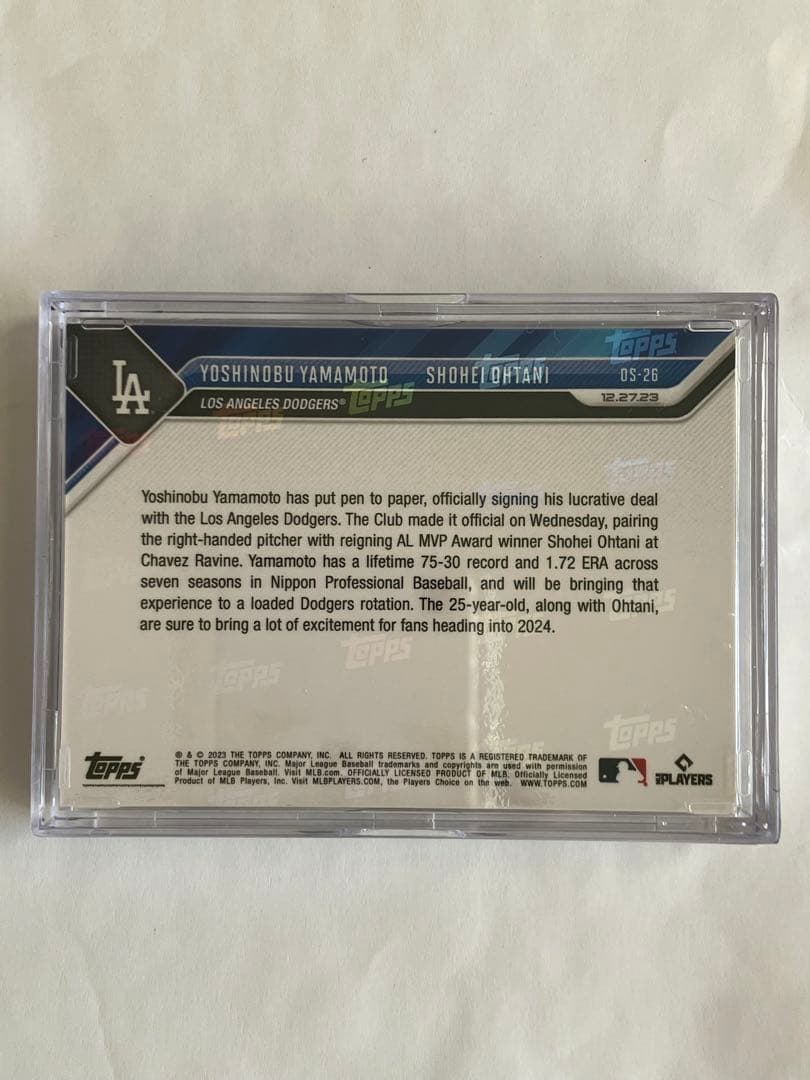 LA
YOSHINOBU YAMAMOTO SHOHEI OHTANI OS-26
LOS ANGELES DODGERS® 12.27.23
Topps
Topps
Topps
Topps
Yoshinobu Yamamoto has put pen to paper, officially signing his lucrative deal
with the Los Angeles Dodgers. The Club made it official on Wednesday, pairing
the right-handed pitcher with reigning AL MVP Award winner Shohei Ohtani at
Chavez Ravine. Yamamoto has a lifetime 75-30 record and 1.72 ERA across
seven seasons in Nippon Professional Baseball, and will be bringing that
experience to a loaded Dodgers rotation. The 25-year-old, along with Ohtani,
are sure to bring a lot of excitement for fans heading into 2024.
Topps
Topps
Topps
Topps
Topps
® & © 2023 THE TOPPS COMPANY, INC. ALL RIGHTS RESERVED. TOPPS IS A REGISTERED TRADEMARK OF
THE TOPPS COMPANY, INC. Major League Baseball trademarks and copyrights are used with permission
of Major League Baseball. Visit MLB.com. OFFICIALLY LICENSED PRODUCT OF MLB. Officially Licensed
Product of MLB Players, Inc. Visit MLBPLAYERS.COM, the Players Choice on the web. WWW.TOPPS.COM
MLBPLAYERS